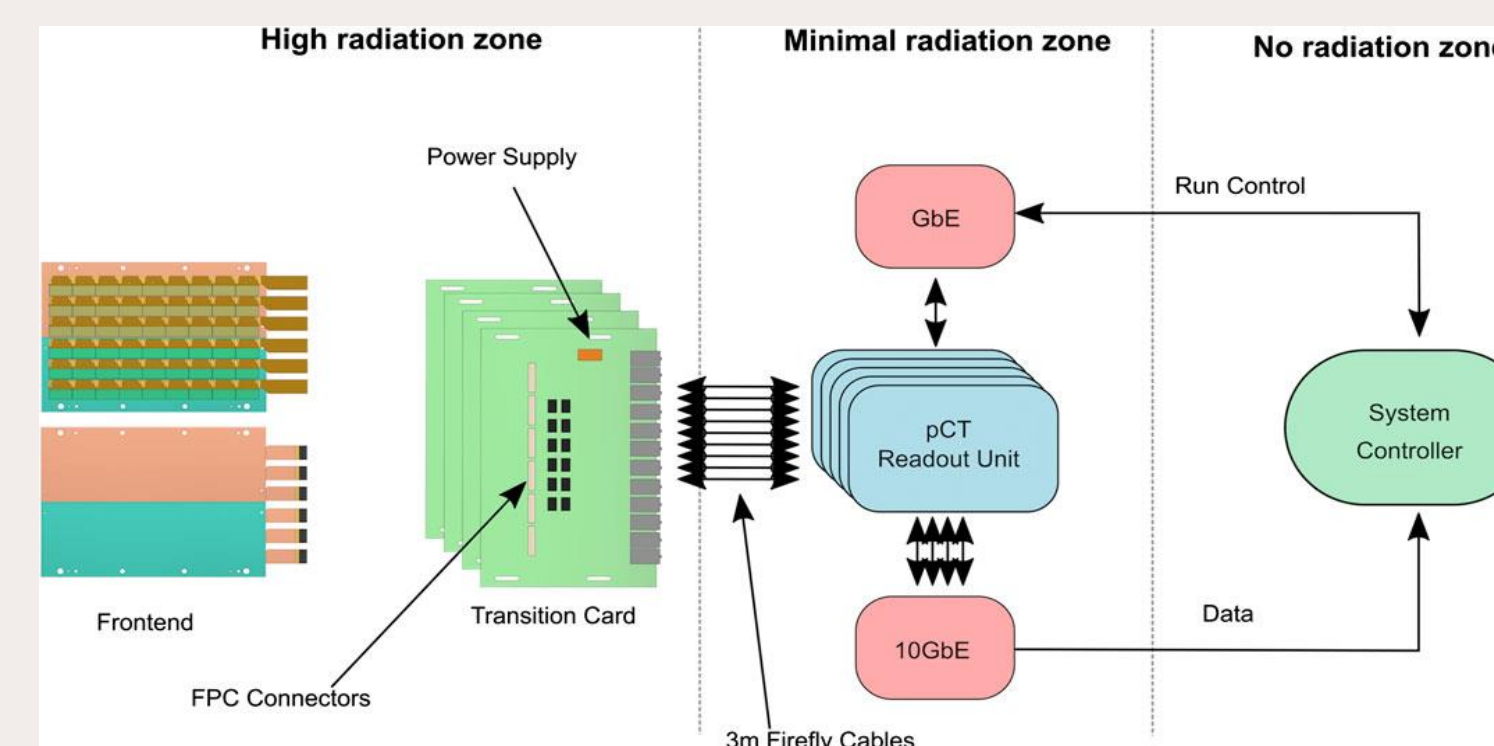 High radiation zone
Minimal radiation zone
No radiation zone
Power Supply
Run Control
GbE
pCT
Readout Unit
System
Controller
Frontend
Transition Card
Data
10GbE
FPC Connectors
3m Firefly Cables